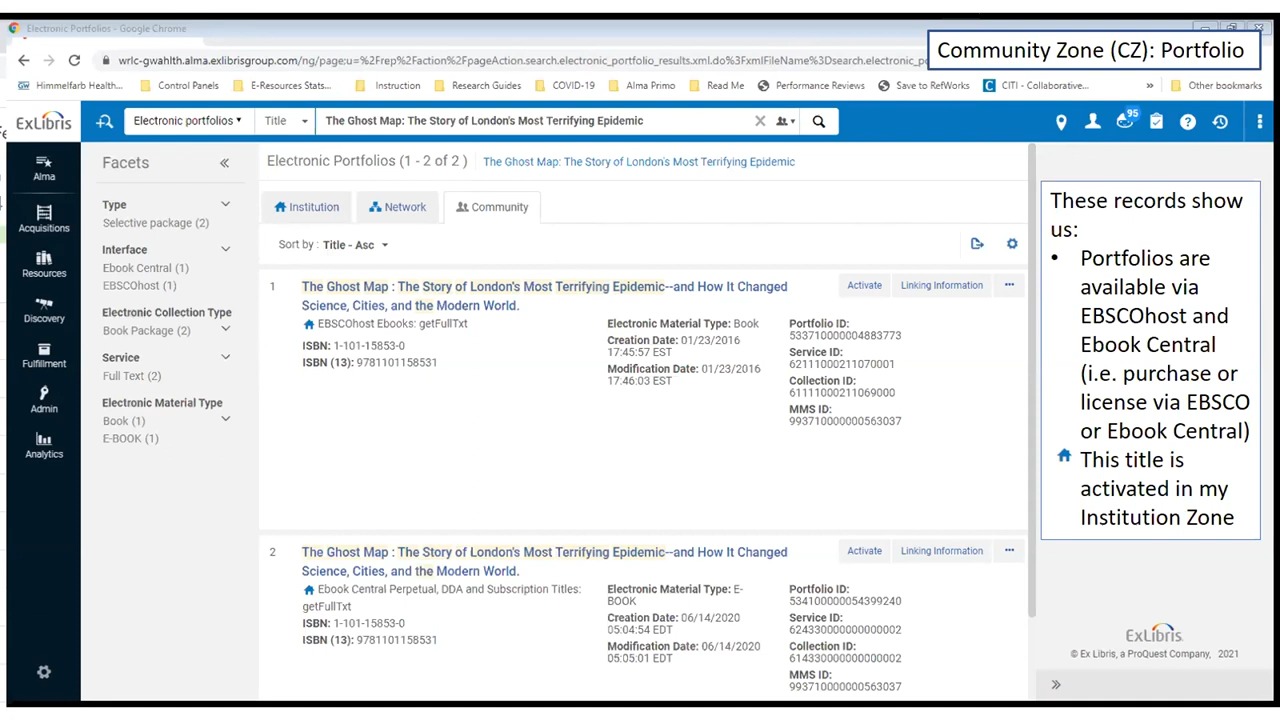 Electronic Portfolios - Google Chrome
Community Zone (CZ): Portfolio
wrlc-gwahlth.alma.exlibrisgroup.com/ng/page;u=%2Frep%2Faction%2FpageAction.search.electronic_portfolio_results.xml.do%3FxmlFileName%3Dsearch.electronic_po
GW Himmelfarb Health... Control Panels E-Resources Stats... Instruction Research Guides COVID-19 Alma Primo Read Me Performance Reviews Save to RefWorks C CITI - Collaborative... » Other bookmarks
ExLibris Electronic portfolios Title The Ghost Map: The Story of London's Most Terrifying Epidemic 95
Alma
Acquisitions
Resources
Discovery
Fulfillment
Admin
Analytics
Facets
Type
Selective package (2)
Interface
Ebook Central (1)
EBSCOhost (1)
Electronic Collection Type
Book Package (2)
Service
Full Text (2)
Electronic Material Type
Book (1)
E-BOOK (1)
Electronic Portfolios (1 - 2 of 2 ) The Ghost Map: The Story of London's Most Terrifying Epidemic
Institution Network Community
Sort by : Title - Asc
1 The Ghost Map : The Story of London's Most Terrifying Epidemic--and How It Changed
Science, Cities, and the Modern World.
Activate Linking Information ...
EBSCOhost Ebooks: getFullTxt
ISBN: 1-101-15853-0
ISBN (13): 9781101158531
Electronic Material Type: Book
Creation Date: 01/23/2016
17:45:57 EST
Modification Date: 01/23/2016
17:46:03 EST
Portfolio ID:
533710000004883773
Service ID:
62111000211070001
Collection ID:
61111000211069000
MMS ID:
993710000000563037
2 The Ghost Map : The Story of London's Most Terrifying Epidemic--and How It Changed
Science, Cities, and the Modern World.
Activate Linking Information ...
Ebook Central Perpetual, DDA and Subscription Titles:
getFullTxt
ISBN: 1-101-15853-0
ISBN (13): 9781101158531
Electronic Material Type: E-
BOOK
Creation Date: 06/14/2020
05:04:54 EDT
Modification Date: 06/14/2020
05:05:01 EDT
Portfolio ID:
534100000054399240
Service ID:
624330000000000002
Collection ID:
614330000000000002
MMS ID:
993710000000563037
These records show
us:
• Portfolios are
available via
EBSCOhost and
Ebook Central
(i.e. purchase or
license via EBSCO
or Ebook Central)
This title is
activated in my
Institution Zone
ExLibris
© Ex Libris, a ProQuest Company, 2021